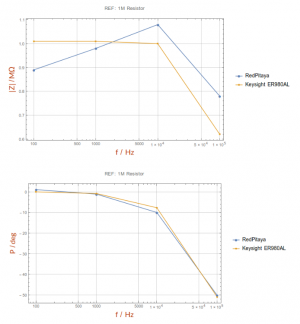 REF: 1M Resistor
1.1
1.0
0.9
0.8
0.7
0.6
|Z| / MΩ
100
500
1000
5000
1×10⁴
5×10⁴
1×10⁵
f / Hz
RedPitaya
Keysight ER980AL
REF: 1M Resistor
0
-10
-20
-30
-40
-50
P / deg
100
500
1000
5000
1×10⁴
5×10⁴
1×10⁵
f / Hz
RedPitaya
Keysight ER980AL